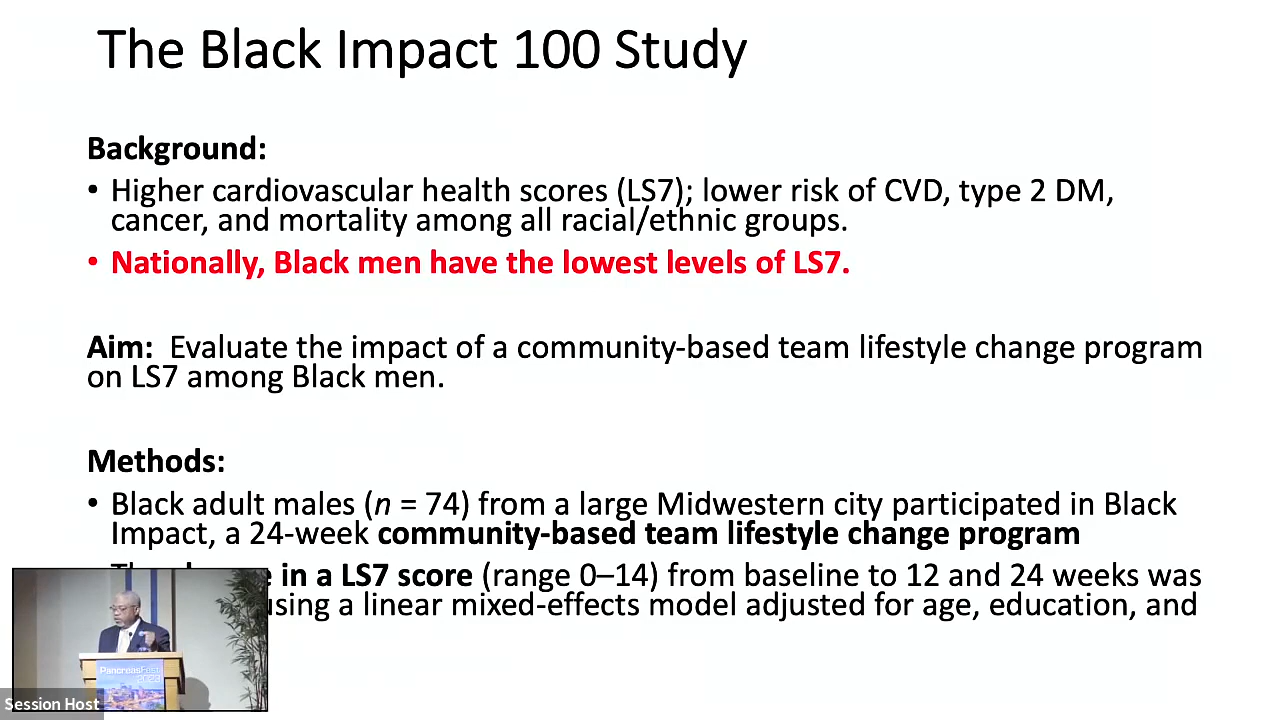 The Black Impact 100 Study
Background:
• Higher cardiovascular health scores (LS7); lower risk of CVD, type 2 DM,
cancer, and mortality among all racial/ethnic groups.
• Nationally, Black men have the lowest levels of LS7.
Aim: Evaluate the impact of a community-based team lifestyle change program
on LS7 among Black men.
Methods:
• Black adult males (n = 74) from a large Midwestern city participated in Black
Impact, a 24-week community-based team lifestyle change program
in a LS7 score (range 0–14) from baseline to 12 and 24 weeks was
using a linear mixed-effects model adjusted for age, education, and
PancreasFest
2023
Session Host